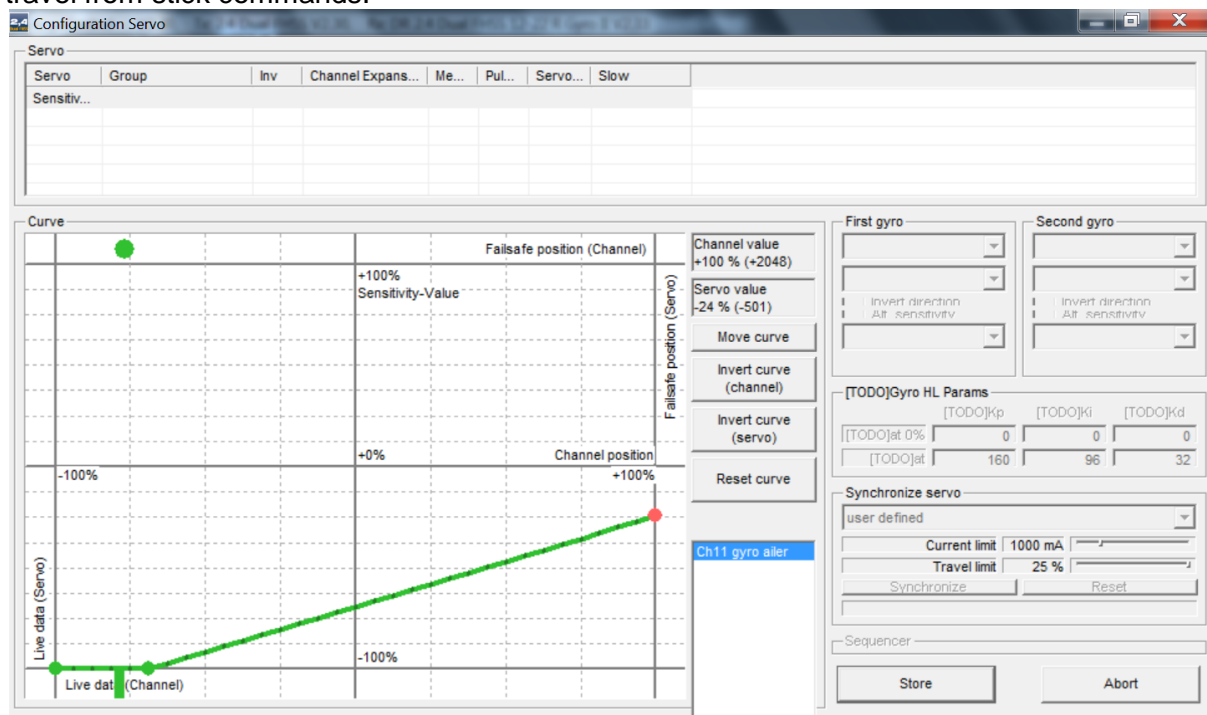 travel from stick commands.
Configuration Servo
Servo
Servo Group Inv Channel Expans... Me... Pul... Servo... Slow
Sensitiv...
Curve
Failsafe position (Channel)
+100%
Sensitivity-Value
Failsafe position (Servo)
+0%
Channel position
-100%
+100%
Live data (Servo)
-100%
Live dat (Channel)
Channel value
+100 % (+2048)
Servo value
-24 % (-501)
Move curve
Invert curve
(channel)
Invert curve
(servo)
Reset curve
Ch11 gyro ailer
First gyro
Invert direction
Alt. sensitivity
Second gyro
Invert direction
Alt. sensitivity
[TODO]Gyro HL Params
[TODO]Kp [TODO]Ki [TODO]Kd
[TODO]at 0% 0 0 0
[TODO]at 160 96 32
Synchronize servo
user defined
Current limit 1000 mA
Travel limit 25 %
Synchronize Reset
Sequencer
Store Abort